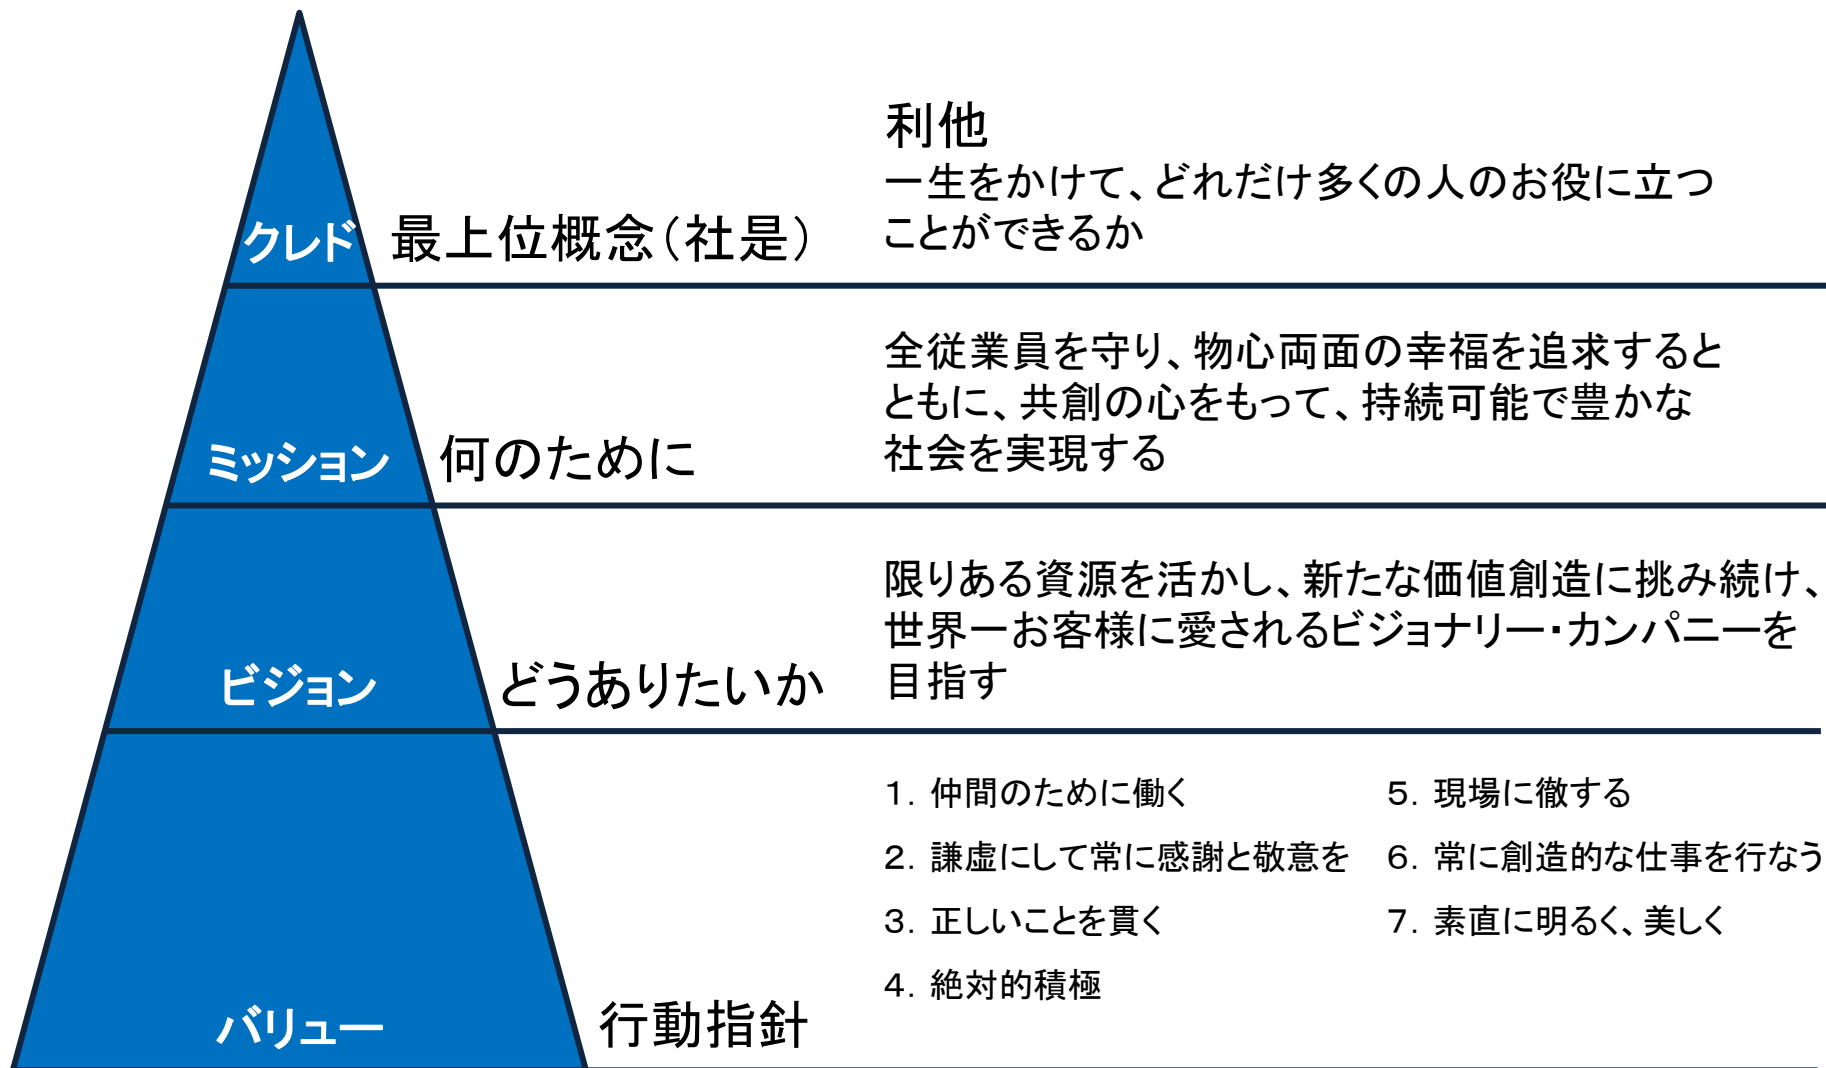 クレド
最上位概念（社是）
利他
一生をかけて、どれだけ多くの人のお役に立つ
ことができるか
ミッション
何のために
全従業員を守り、物心両面の幸福を追求すると
ともに、共創の心をもって、持続可能で豊かな
社会を実現する
ビジョン
どうありたいか
限りある資源を活かし、新たな価値創造に挑み続け、
世界一お客様に愛されるビジョナリー・カンパニーを
目指す
バリュー
行動指針
1. 仲間のために働く
2. 謙虚にして常に感謝と敬意を
3. 正しいことを貫く
4. 絶対的積極
5. 現場に徹する
6. 常に創造的な仕事を行なう
7. 素直に明るく、美しく